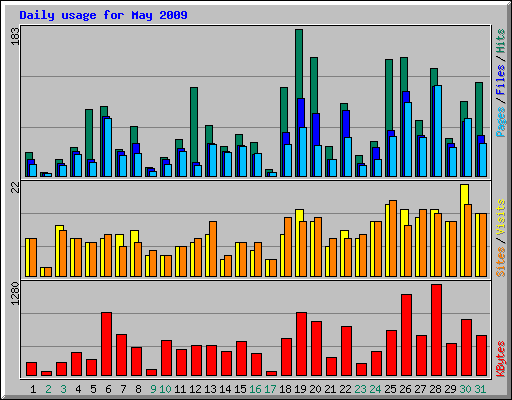 Daily usage for May 2009
183
Pages / Files / Hits
22
Sites / Visits
1280
KBytes
1 2 3 4 5 6 7 8 9 10 11 12 13 14 15 16 17 18 19 20 21 22 23 24 25 26 27 28 29 30 31